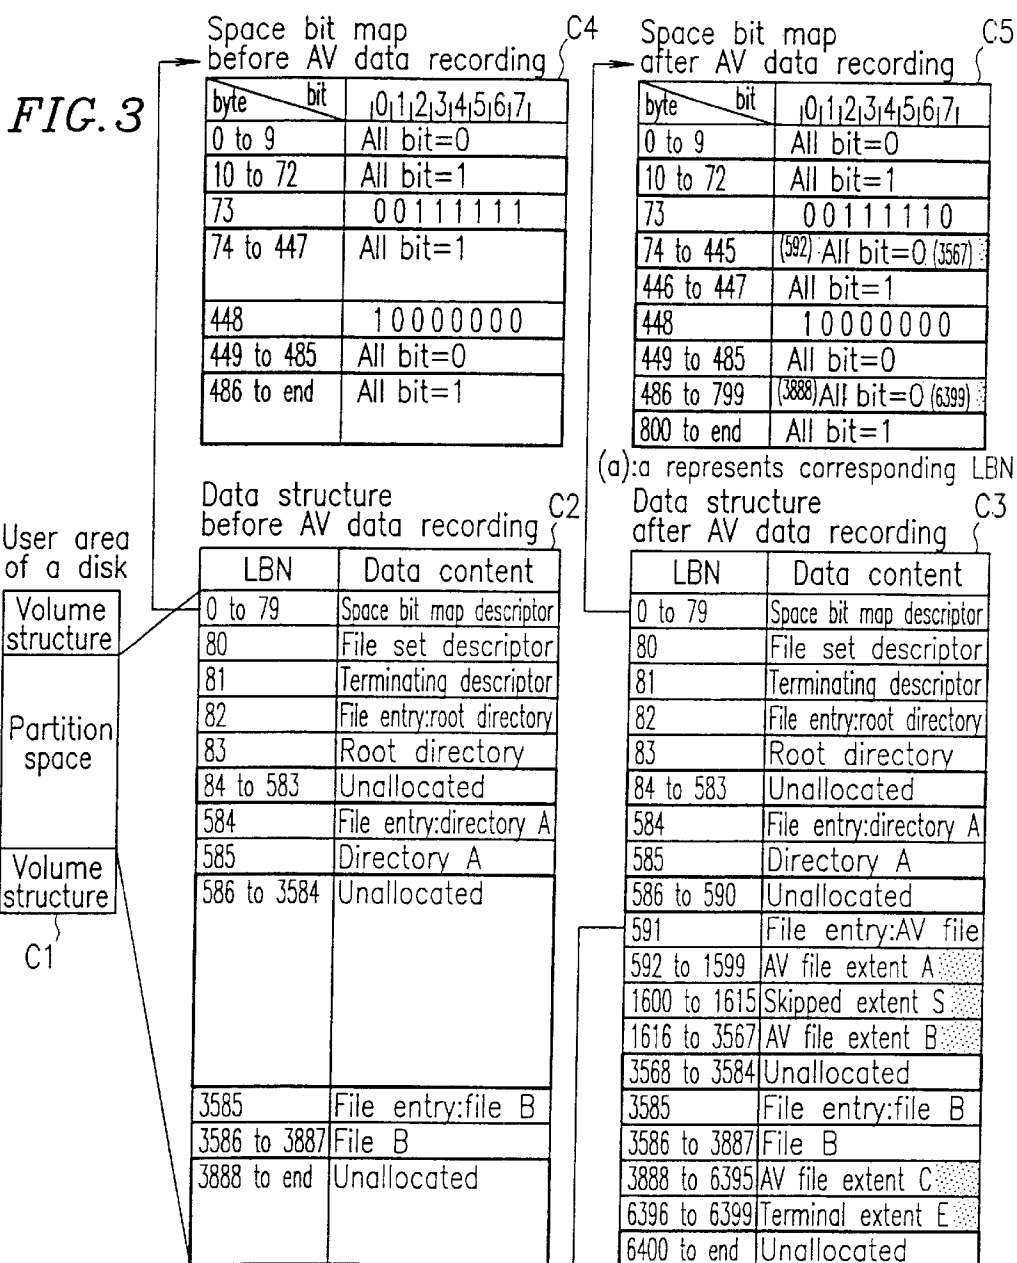 FIG. 3
Space bit map
before AV data recording
C4
byte bit 0 1 2 3 4 5 6 7
0 to 9 All bit=0
10 to 72 All bit=1
73 0 0 1 1 1 1 1 1
74 to 447 All bit=1
448 1 0 0 0 0 0 0 0
449 to 485 All bit=0
486 to end All bit=1
Space bit map
after AV data recording
C5
byte bit 0 1 2 3 4 5 6 7
0 to 9 All bit=0
10 to 72 All bit=1
73 0 0 1 1 1 1 1 0
74 to 445 (592) All bit=0 (3567)
446 to 447 All bit=1
448 1 0 0 0 0 0 0 0
449 to 485 All bit=0
486 to 799 (3888) All bit=0 (6399)
800 to end All bit=1
(a):a represents corresponding LBN
User area
of a disk
Volume
structure
Partition
space
Volume
structure
C1
Data structure
before AV data recording
C2
LBN Data content
0 to 79 Space bit map descriptor
80 File set descriptor
81 Terminating descriptor
82 File entry:root directory
83 Root directory
84 to 583 Unallocated
584 File entry:directory A
585 Directory A
586 to 3584 Unallocated
3585 File entry:file B
3586 to 3887 File B
3888 to end Unallocated
Data structure
after AV data recording
C3
LBN Data content
0 to 79 Space bit map descriptor
80 File set descriptor
81 Terminating descriptor
82 File entry:root directory
83 Root directory
84 to 583 Unallocated
584 File entry:directory A
585 Directory A
586 to 590 Unallocated
591 File entry:AV file
592 to 1599 AV file extent A
1600 to 1615 Skipped extent S
1616 to 3567 AV file extent B
3568 to 3584 Unallocated
3585 File entry:file B
3586 to 3887 File B
3888 to 6395 AV file extent C
6396 to 6399 Terminal extent E
6400 to end Unallocated